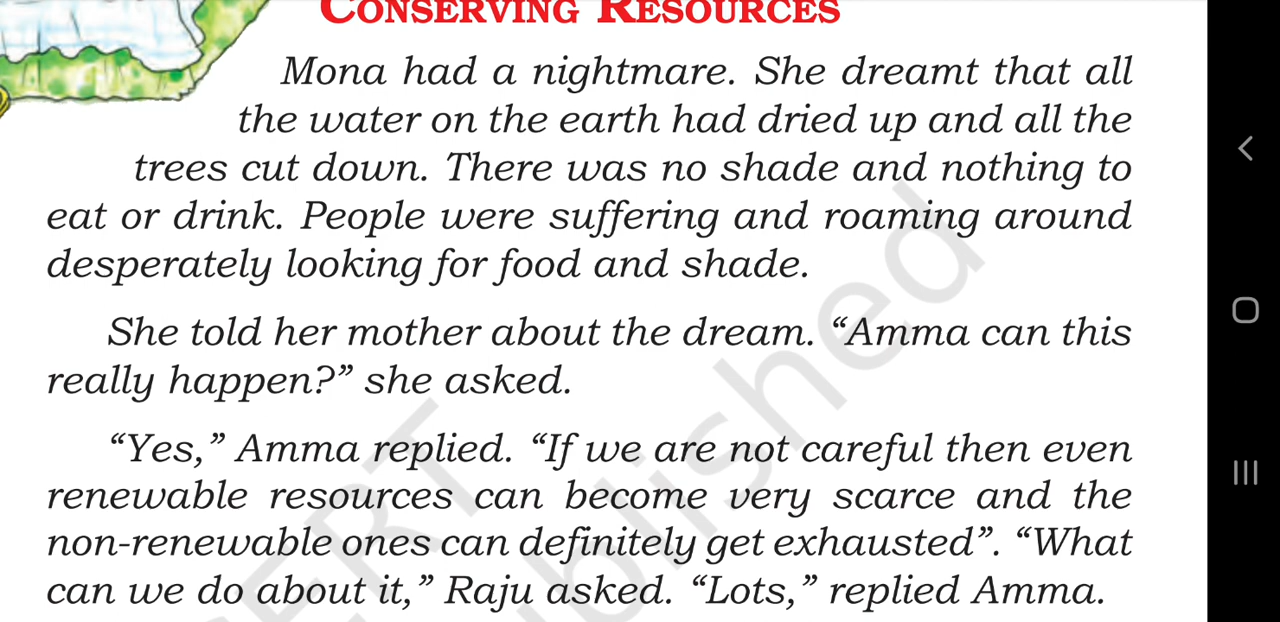 CONSERVING RESOURCES
Mona had a nightmare. She dreamt that all
the water on the earth had dried up and all the
trees cut down. There was no shade and nothing to
eat or drink. People were suffering and roaming around
desperately looking for food and shade.
She told her mother about the dream. “Amma can this
really happen?” she asked.
“Yes,” Amma replied. “If we are not careful then even
renewable resources can become very scarce and the
non-renewable ones can definitely get exhausted”. “What
can we do about it,” Raju asked. “Lots,” replied Amma.